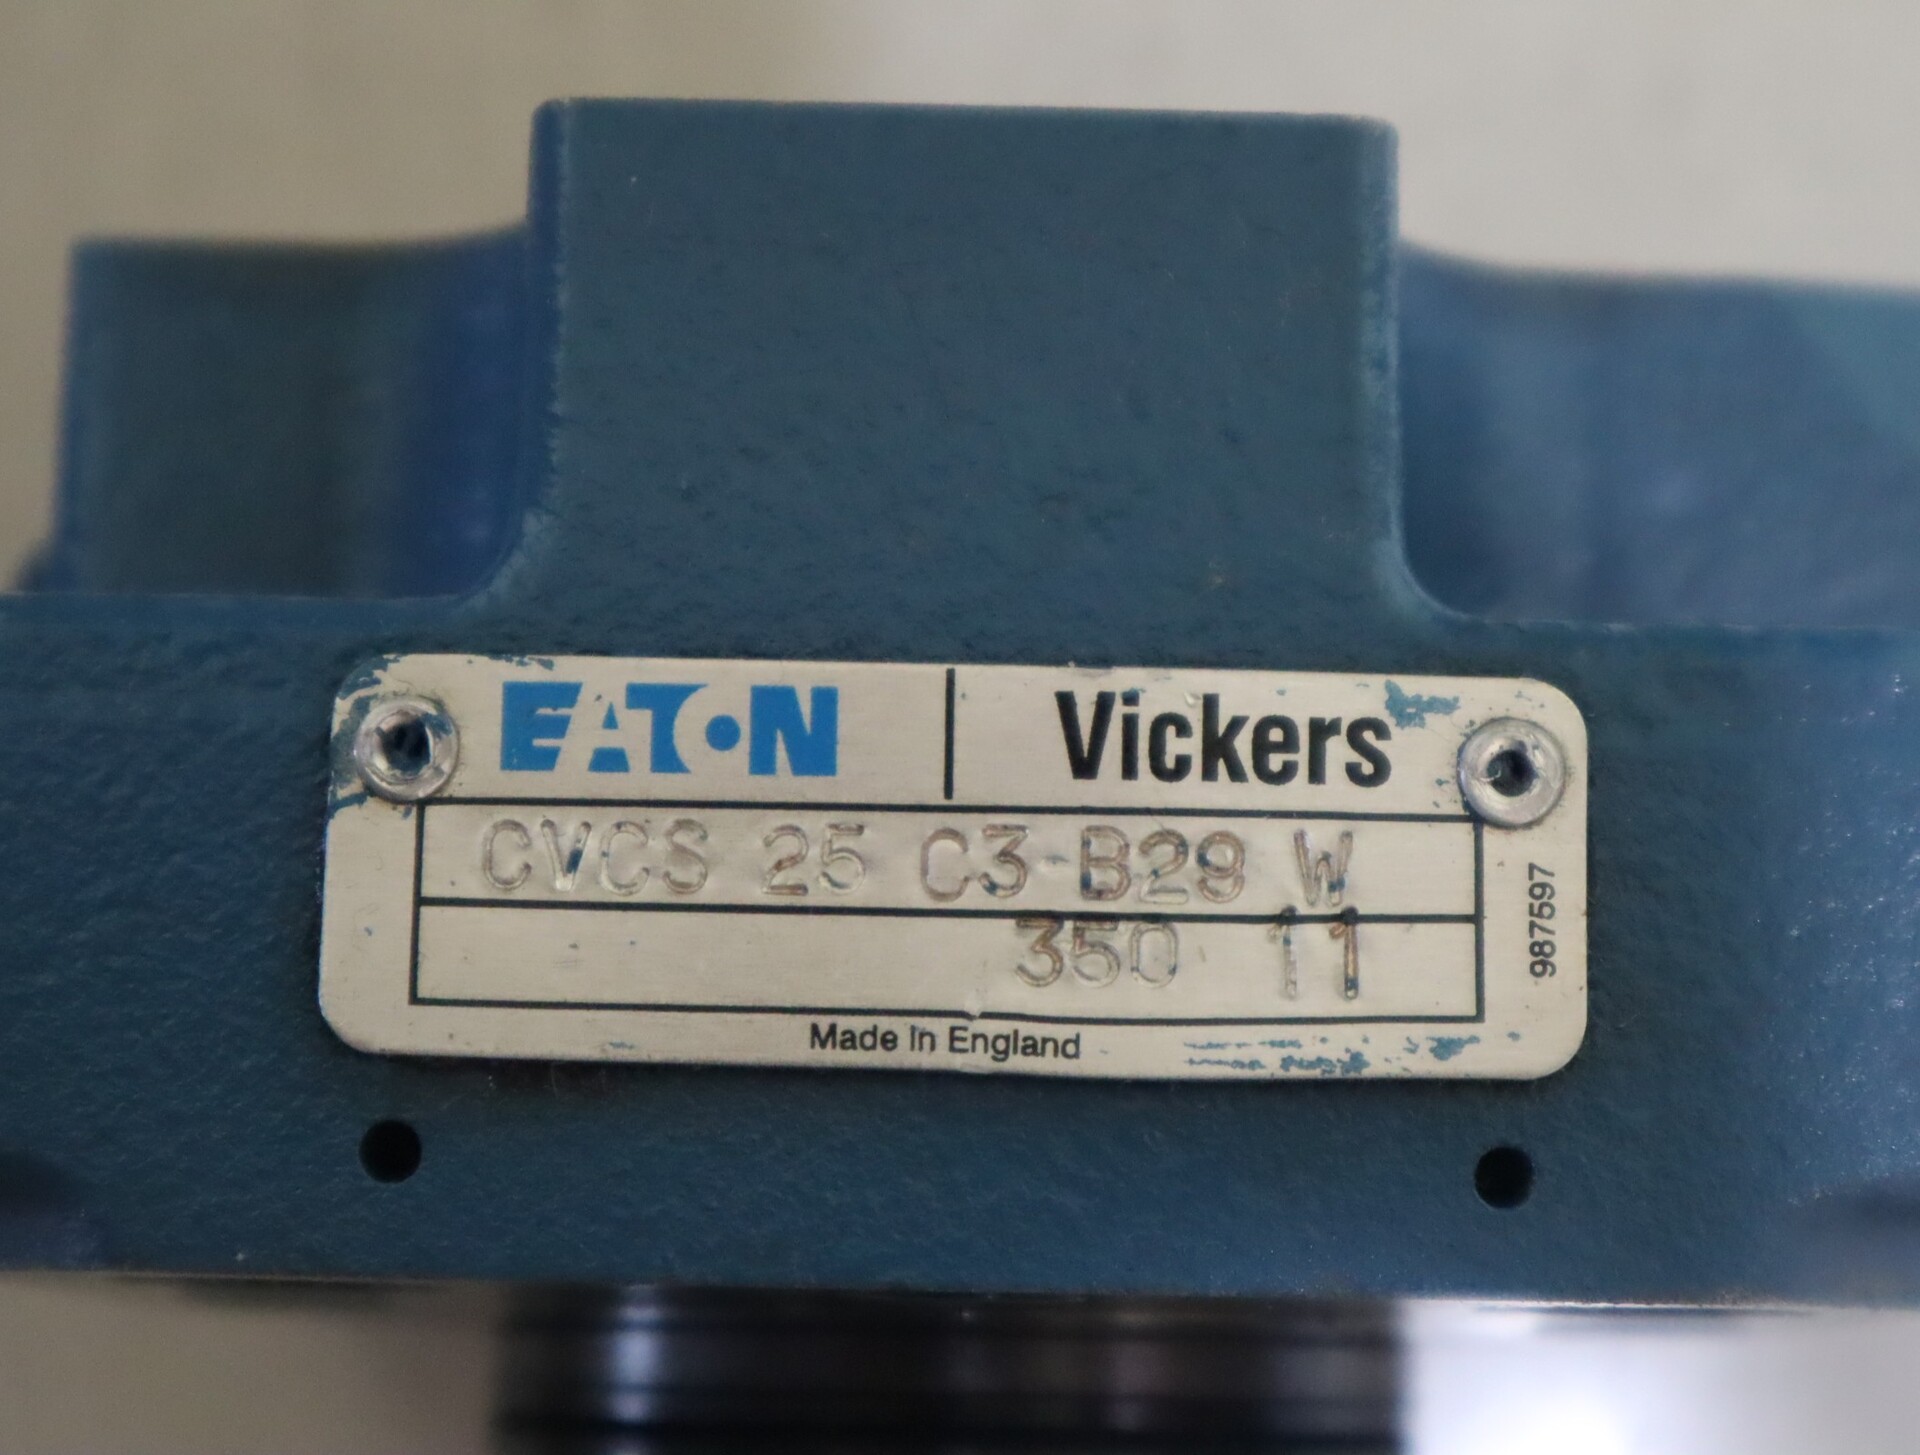 EATON | Vickers
CVCS 25 C3-B29 W
350 11
987597
Made in England